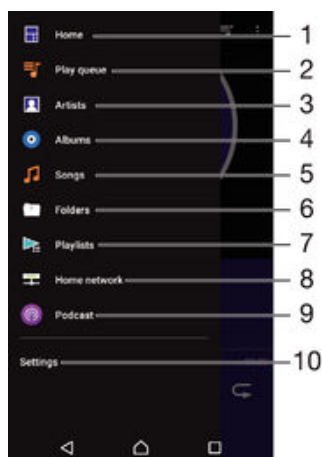 Home 1
Play queue 2
Artists 3
Albums 4
Songs 5
Folders 6
Playlists 7
Home network 8
Podcast 9
Settings 10